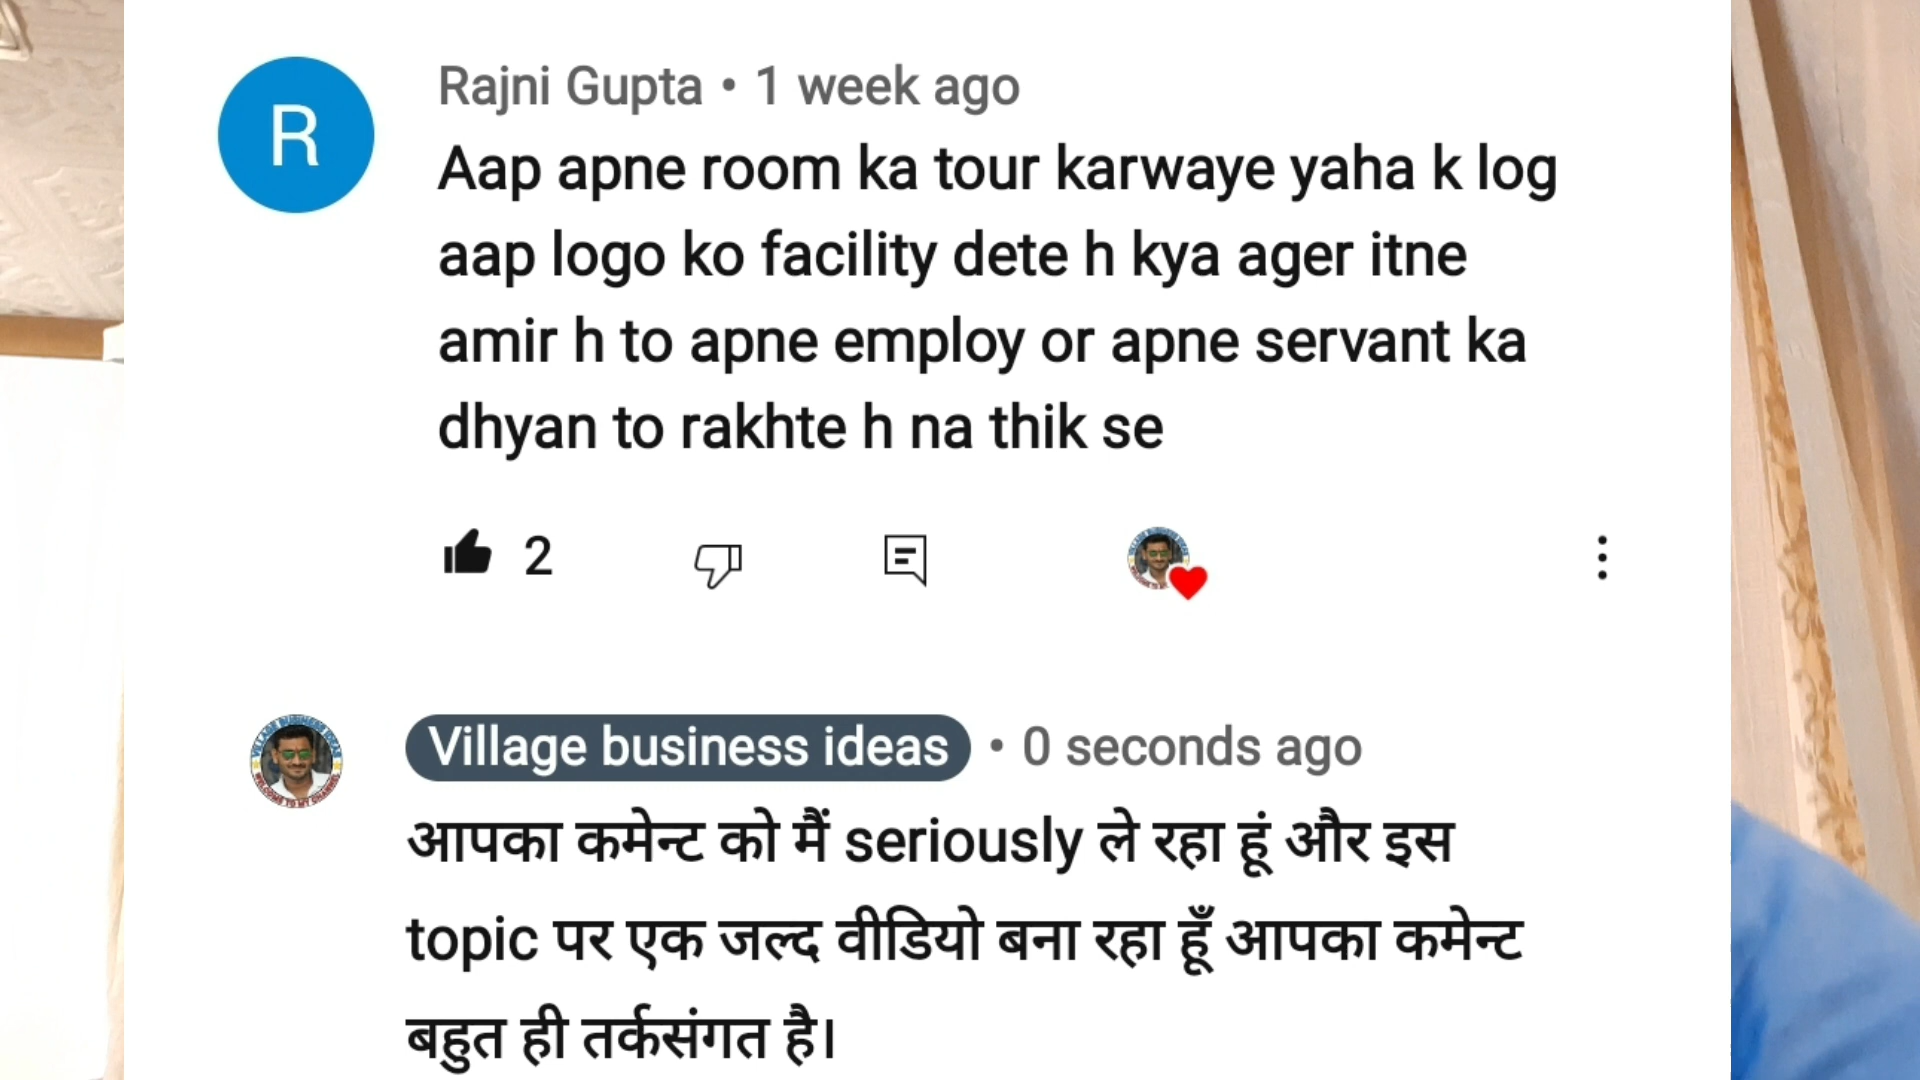 R
Rajni Gupta • 1 week ago
Aap apne room ka tour karwaye yaha k log
aap logo ko facility dete h kya ager itne
amir h to apne employ or apne servant ka
dhyan to rakhte h na thik se
2
Village business ideas • 0 seconds ago
आपका कमेन्ट को मैं seriously ले रहा हूं और इस
topic पर एक जल्द वीडियो बना रहा हूँ आपका कमेन्ट
बहुत ही तर्कसंगत है।